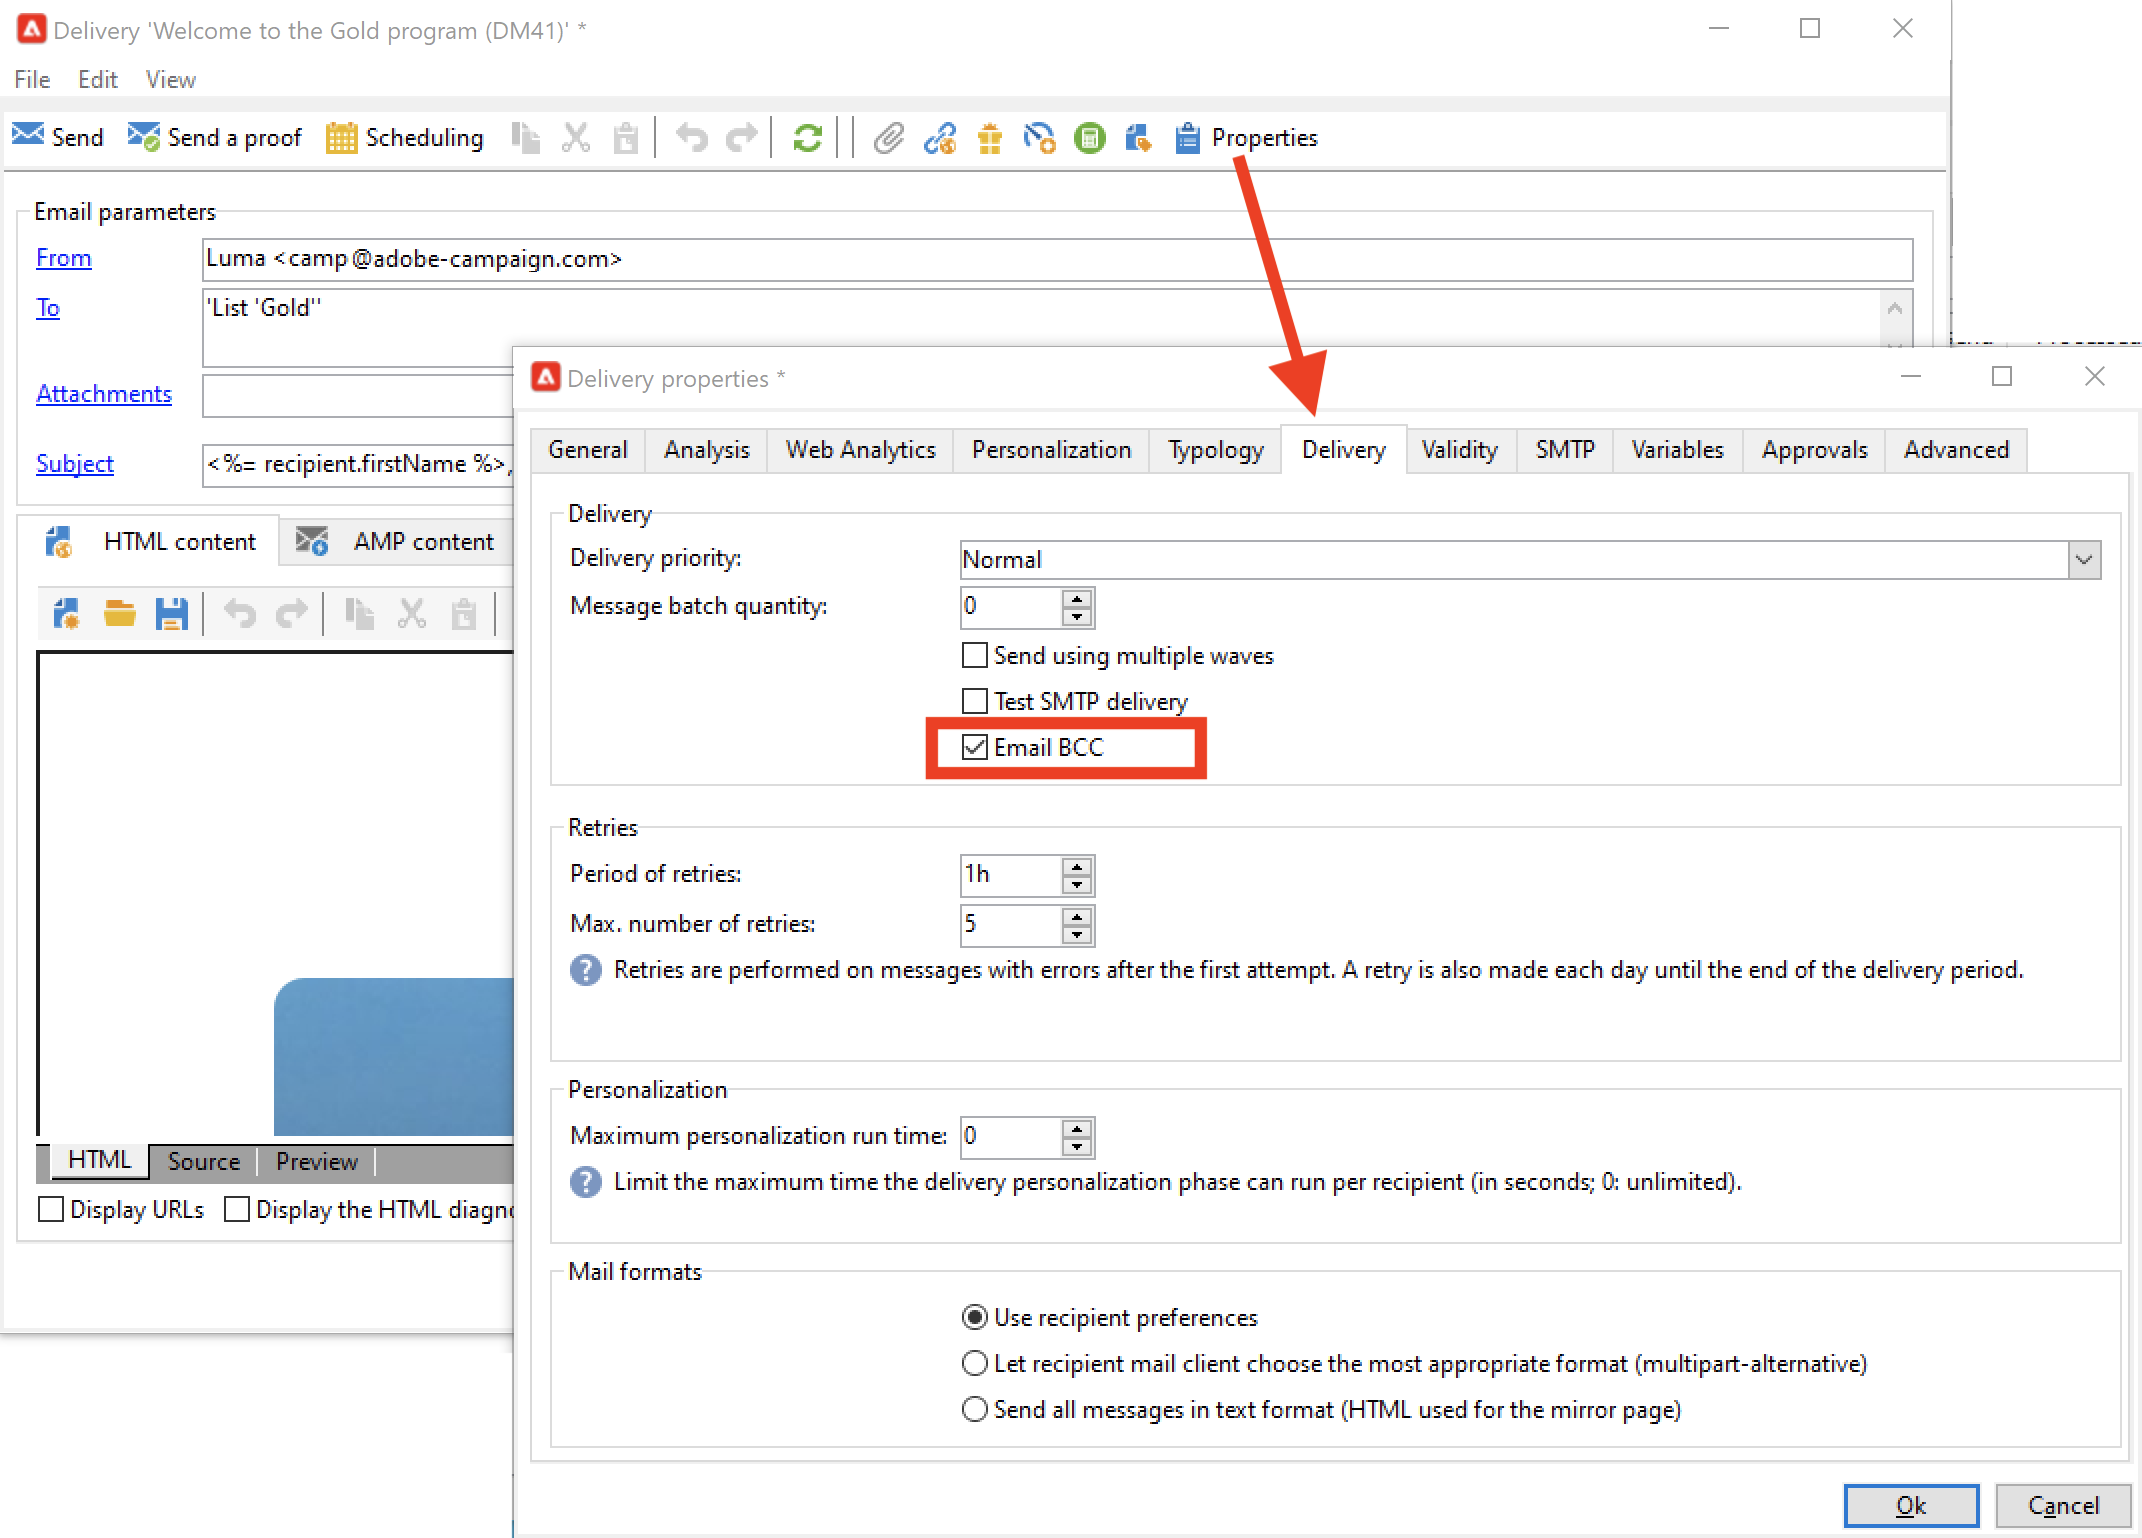 Delivery 'Welcome to the Gold program (DM41)' *
File Edit View
Send Send a proof Scheduling Properties
Email parameters
From Luma <camp@adobe-campaign.com>
To 'List 'Gold''
Attachments
Subject <%= recipient.firstName %>,
HTML content AMP content
HTML Source Preview
Display URLs Display the HTML
Delivery properties *
General Analysis Web Analytics Personalization Typology Delivery Validity SMTP Variables Approvals Advanced
Delivery
Delivery priority: Normal
Message batch quantity: 0
Send using multiple waves
Test SMTP delivery
Email BCC
Retries
Period of retries: 1h
Max. number of retries: 5
Retries are performed on messages with errors after the first attempt. A retry is also made each day until the end of the delivery period.
Personalization
Maximum personalization run time: 0
Limit the maximum time the delivery personalization phase can run per recipient (in seconds; 0: unlimited).
Mail formats
Use recipient preferences
Let recipient mail client choose the most appropriate format (multipart-alternative)
Send all messages in text format (HTML used for the mirror page)
Ok Cancel